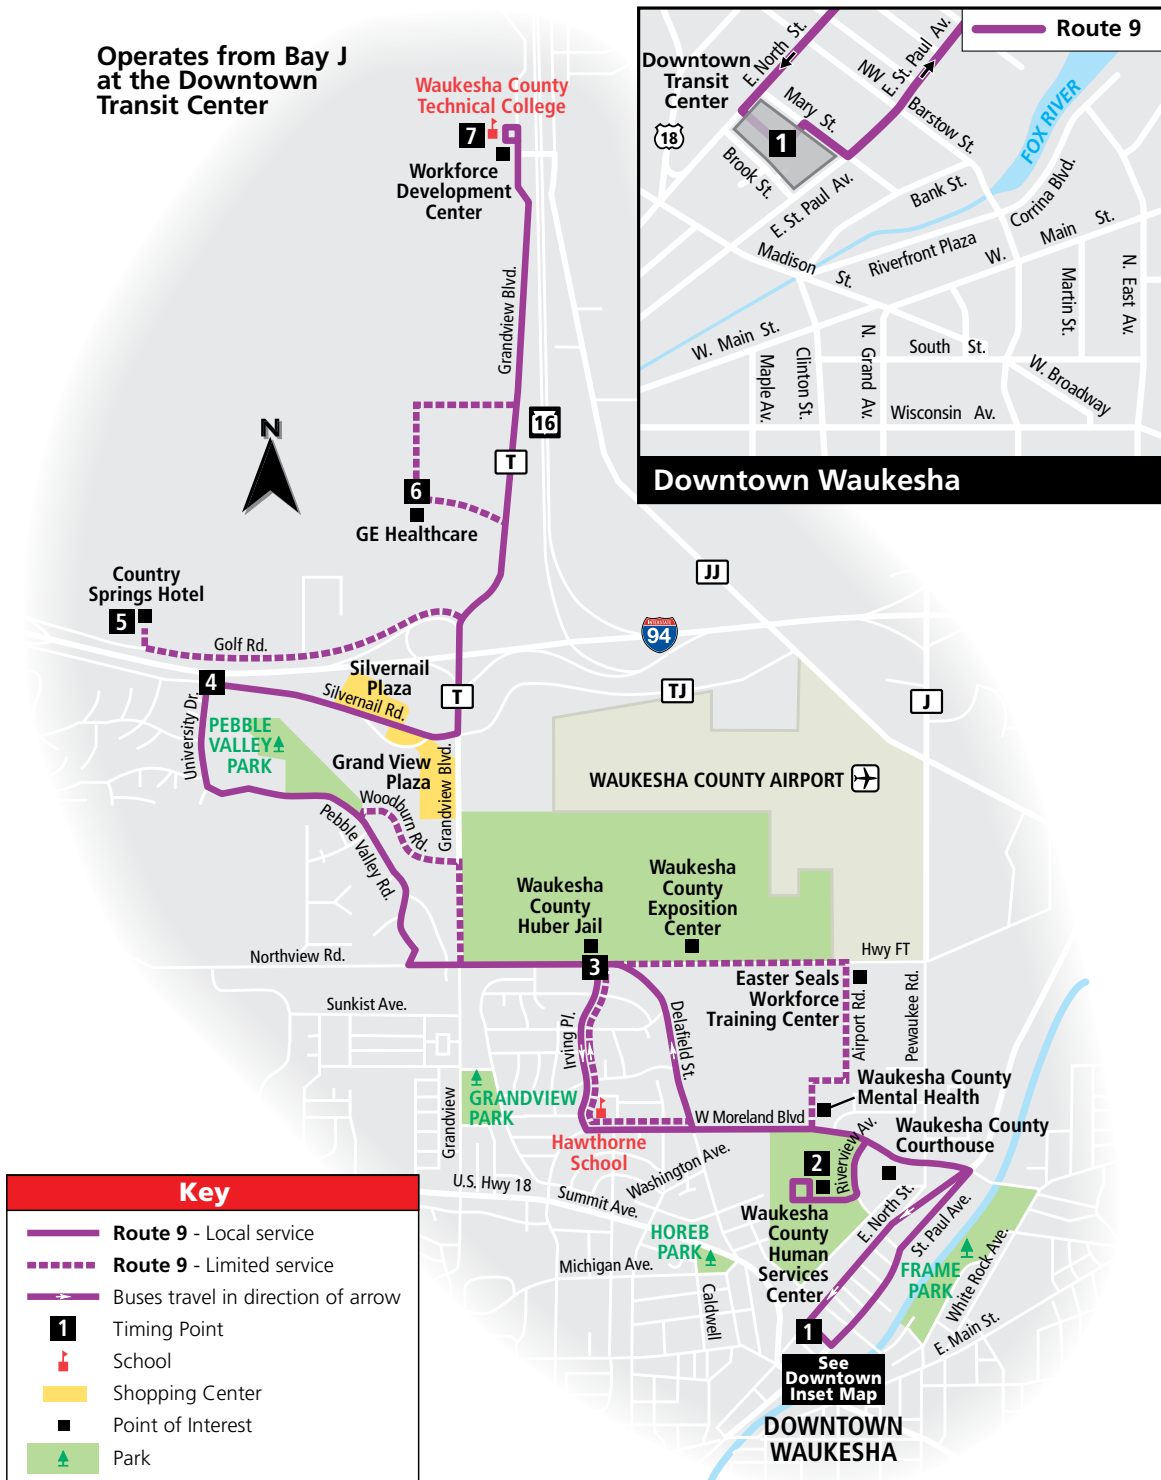 Operates from Bay J
at the Downtown
Transit Center
Waukesha County
Technical College
7
Workforce
Development
Center
Grandview Blvd.
16
T
6
GE Healthcare
N
Country
Springs Hotel
5
Golf Rd.
JJ
INTERSTATE
94
4
Silvernail
Plaza
Silvernail Rd.
T
TJ
J
University Dr.
PEBBLE
VALLEY
PARK
Grand View
Plaza
Grandview Blvd.
Woodburn Rd.
Pebble Valley Rd.
WAUKESHA COUNTY AIRPORT
Waukesha
County
Huber Jail
Waukesha
County
Exposition
Center
Northview Rd.
3
Hwy FT
Easter Seals
Workforce
Training Center
Sunkist Ave.
Irving Pl.
Delafield St.
Airport Rd.
Pewaukee Rd.
Grandview
GRANDVIEW
PARK
Hawthorne
School
W Moreland Blvd
Waukesha County
Mental Health
Waukesha County
Courthouse
Riverview Av.
2
Washington Ave.
U.S. Hwy 18
Summit Ave.
Waukesha
County
Human
Services
Center
E. North St.
St. Paul Ave.
HOREB
PARK
Michigan Ave.
Caldwell
FRAME
PARK
White Rock Ave.
E. Main St.
1
See
Downtown
Inset Map
DOWNTOWN
WAUKESHA
Route 9
Downtown
Transit
Center
E. North St.
NW
Barstow St.
E. St. Paul Av.
Mary St.
1
18
Brook St.
E. St. Paul Av.
Bank St.
FOX RIVER
Corrina Blvd.
Madison
St.
Riverfront Plaza
W. Main St.
W. Main St.
Maple Av.
Clinton St.
N. Grand Av.
South St.
Martin St.
N. East Av.
W. Broadway
Wisconsin Av.
Downtown Waukesha
Key
Route 9 - Local service
Route 9 - Limited service
Buses travel in direction of arrow
1 Timing Point
School
Shopping Center
Point of Interest
Park